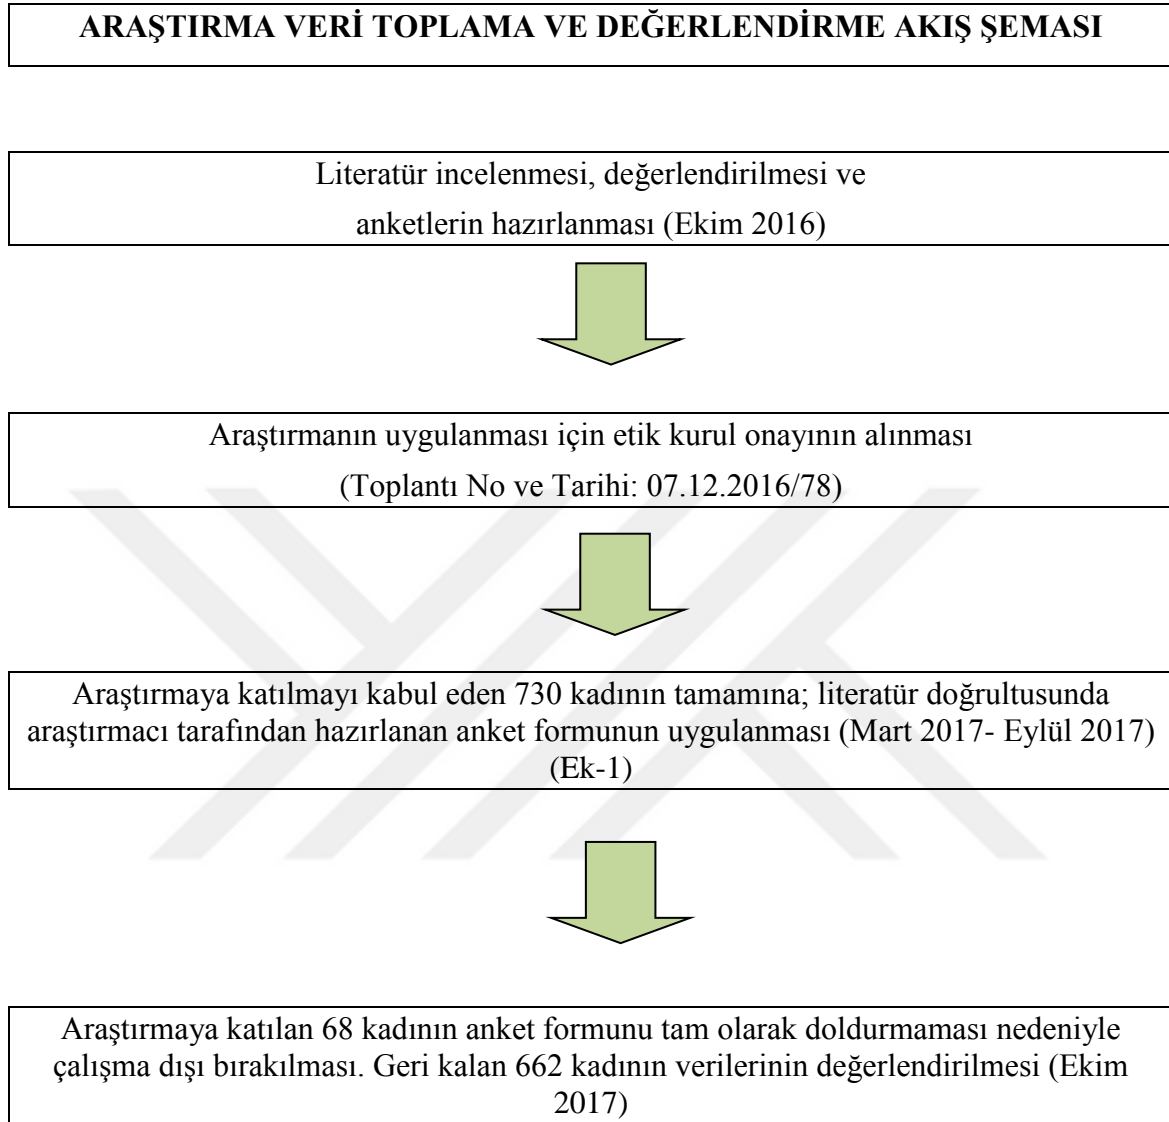 ARAŞTIRMA VERİ TOPLAMA VE DEĞERLENDİRME AKIŞ ŞEMASI
Literatür incelenmesi, değerlendirilmesi ve
anketlerin hazırlanması (Ekim 2016)
Araştırmanın uygulanması için etik kurul onayının alınması
(Toplantı No ve Tarihi: 07.12.2016/78)
Araştırmaya katılmayı kabul eden 730 kadının tamamına; literatür doğrultusunda
araştırmacı tarafından hazırlanan anket formunun uygulanması (Mart 2017- Eylül 2017)
(Ek-1)
Araştırmaya katılan 68 kadının anket formunu tam olarak doldurmaması nedeniyle
çalışma dışı bırakılması. Geri kalan 662 kadının verilerinin değerlendirilmesi (Ekim
2017)